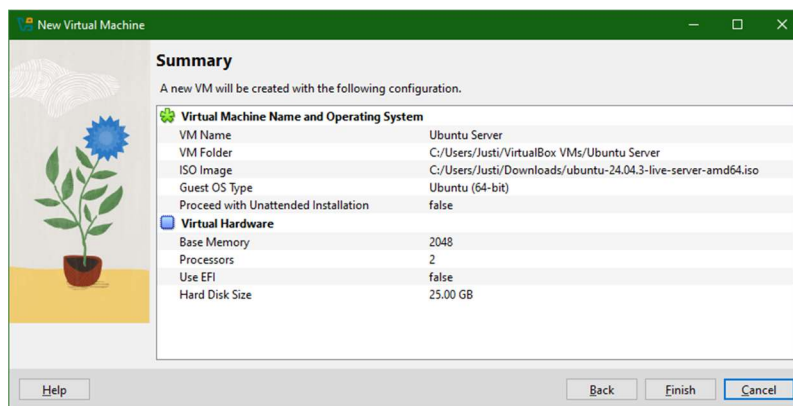 New Virtual Machine
Summary
A new VM will be created with the following configuration.
Virtual Machine Name and Operating System
VM Name Ubuntu Server
VM Folder C:/Users/Justi/VirtualBox VMs/Ubuntu Server
ISO Image C:/Users/Justi/Downloads/ubuntu-24.04.3-live-server-amd64.iso
Guest OS Type Ubuntu (64-bit)
Proceed with Unattended Installation false
Virtual Hardware
Base Memory 2048
Processors 2
Use EFI false
Hard Disk Size 25.00 GB
Help Back Finish Cancel